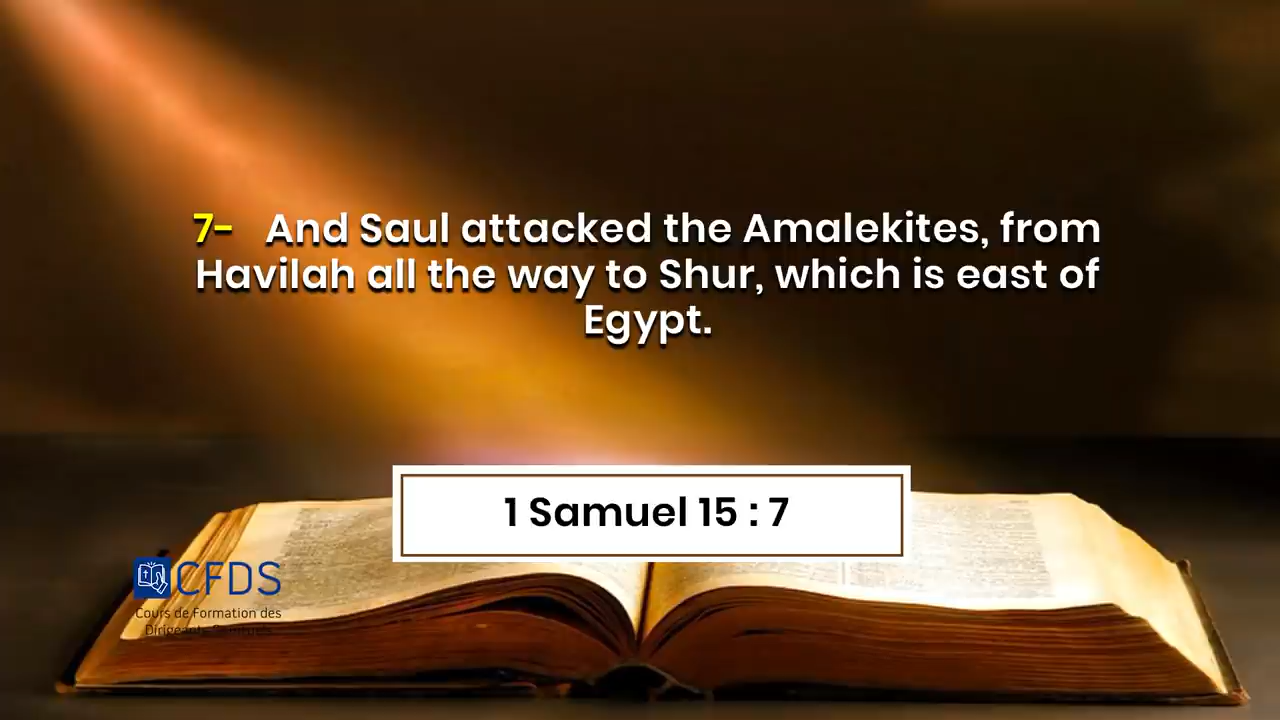 7- And Saul attacked the Amalekites, from
Havilah all the way to Shur, which is east of
Egypt.
1 Samuel 15 : 7
CFDS
Cours de Formation des